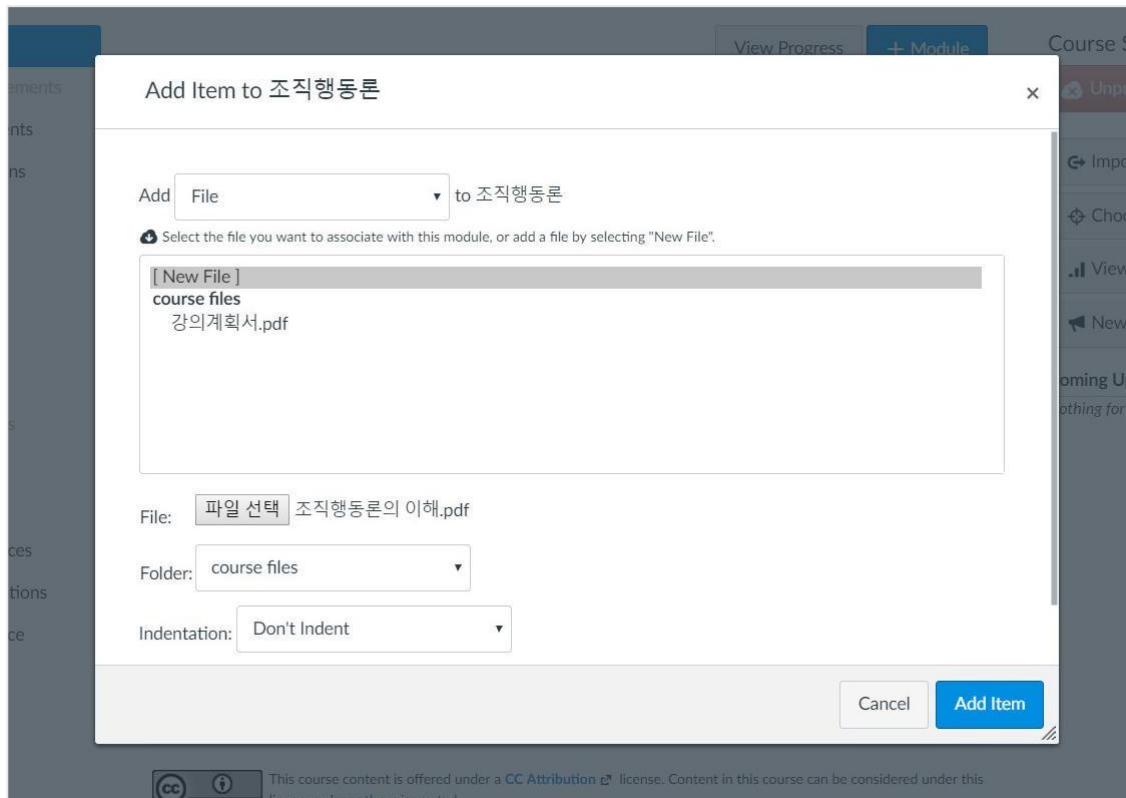 View Progress
+ Module
Course
Add Item to 조직행동론
×
ements
nts
ns
Unp
Impo
Choo
View
New
oming U
othing for
Add File to 조직행동론
Select the file you want to associate with this module, or add a file by selecting "New File".
[ New File ]
course files
강의계획서.pdf
s
File: 파일 선택 조직행동론의 이해.pdf
ces
Folder: course files
tions
Indentation: Don't Indent
ce
Cancel
Add Item
cc
This course content is offered under a CC Attribution license. Content in this course can be considered under this